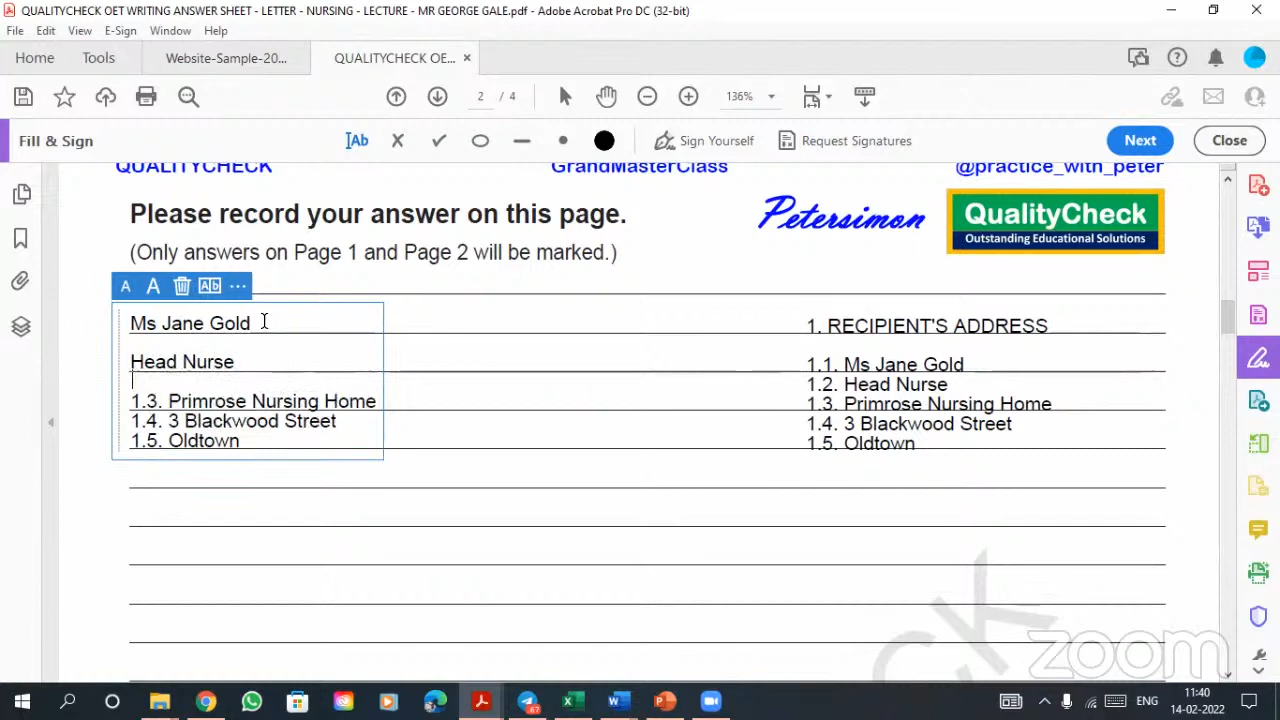 QUALITYCHECK OET WRITING ANSWER SHEET - LETTER - NURSING - LECTURE - MR GEORGE GALE.pdf - Adobe Acrobat Pro DC (32-bit)
File Edit View E-Sign Window Help
Home Tools Website-Sample-20... QUALITYCHECK OE... ×
2 / 4 136%
Fill & Sign Ab Sign Yourself Request Signatures Next Close
QUALITYCHECK GrandMasterClass @practice_with_peter
Please record your answer on this page.
Petersimon
QualityCheck
Outstanding Educational Solutions
(Only answers on Page 1 and Page 2 will be marked.)
A A Ab ...
Ms Jane Gold
Head Nurse
1.3. Primrose Nursing Home
1.4. 3 Blackwood Street
1.5. Oldtown
1. RECIPIENT'S ADDRESS
1.1. Ms Jane Gold
1.2. Head Nurse
1.3. Primrose Nursing Home
1.4. 3 Blackwood Street
1.5. Oldtown
zoom
ENG
11:40
14-02-2022